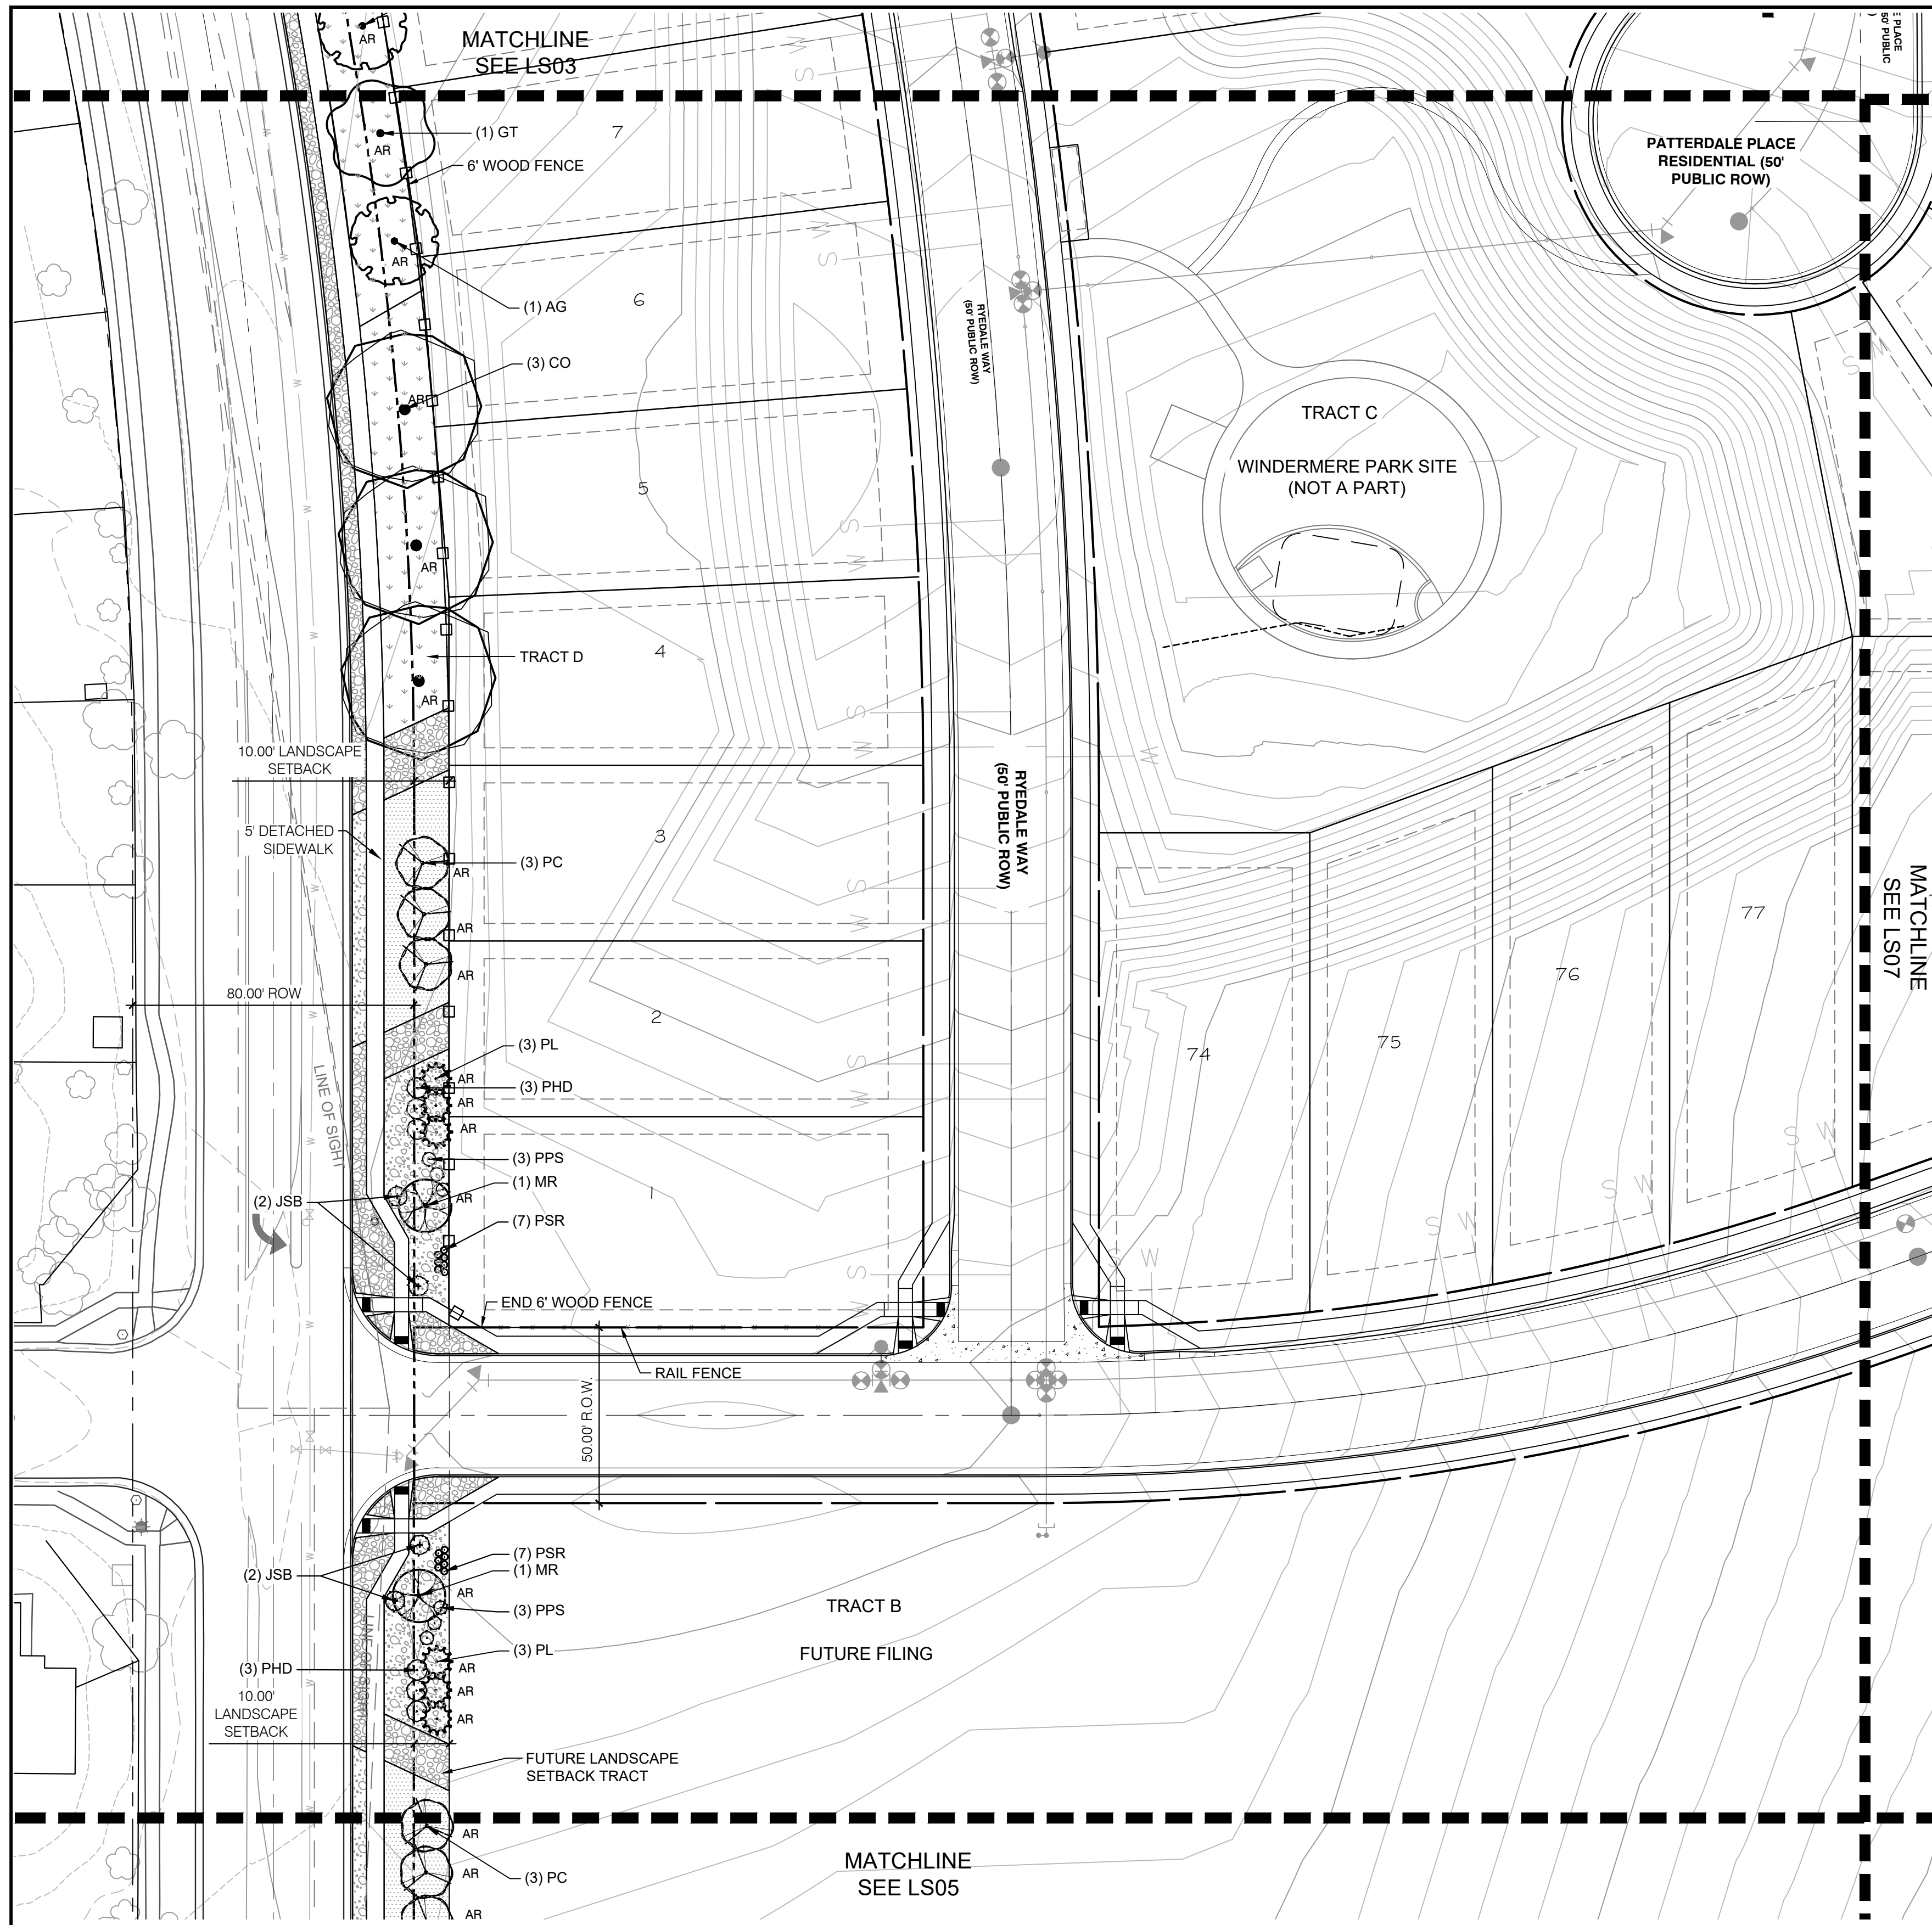 MATCHLINE
SEE LS03
E PLACE
50' PUBLIC
AR
(1) GT
AR
6' WOOD FENCE
7
PATTERDALE PLACE
RESIDENTIAL (50'
PUBLIC ROW)
AR
(1) AG
6
RYEDALE WAY
(50' PUBLIC ROW)
(3) CO
AR
TRACT C
WINDERMERE PARK SITE
(NOT A PART)
5
AR
TRACT D
4
AR
10.00' LANDSCAPE
SETBACK
RYEDALE WAY
(50' PUBLIC ROW)
5' DETACHED
SIDEWALK
3
(3) PC
AR
AR
AR
77
76
MATCHLINE
SEE LS07
80.00' ROW
2
75
74
(3) PL
AR
(3) PHD
AR
AR
LINE OF SIGHT
(3) PPS
(1) MR
AR
1
(2) JSB
(7) PSR
END 6' WOOD FENCE
RAIL FENCE
50.00' R.O.W.
(7) PSR
(1) MR
(2) JSB
AR
(3) PPS
TRACT B
LINE OF SIGHT
(3) PL
FUTURE FILING
(3) PHD
AR
AR
AR
10.00'
LANDSCAPE
SETBACK
FUTURE LANDSCAPE
SETBACK TRACT
AR
AR
(3) PC
AR
MATCHLINE
SEE LS05
S
W
S
W
S
W
S
W
S
W
S
W
S
W
S
W
S
W
S
W
S
W
S
W